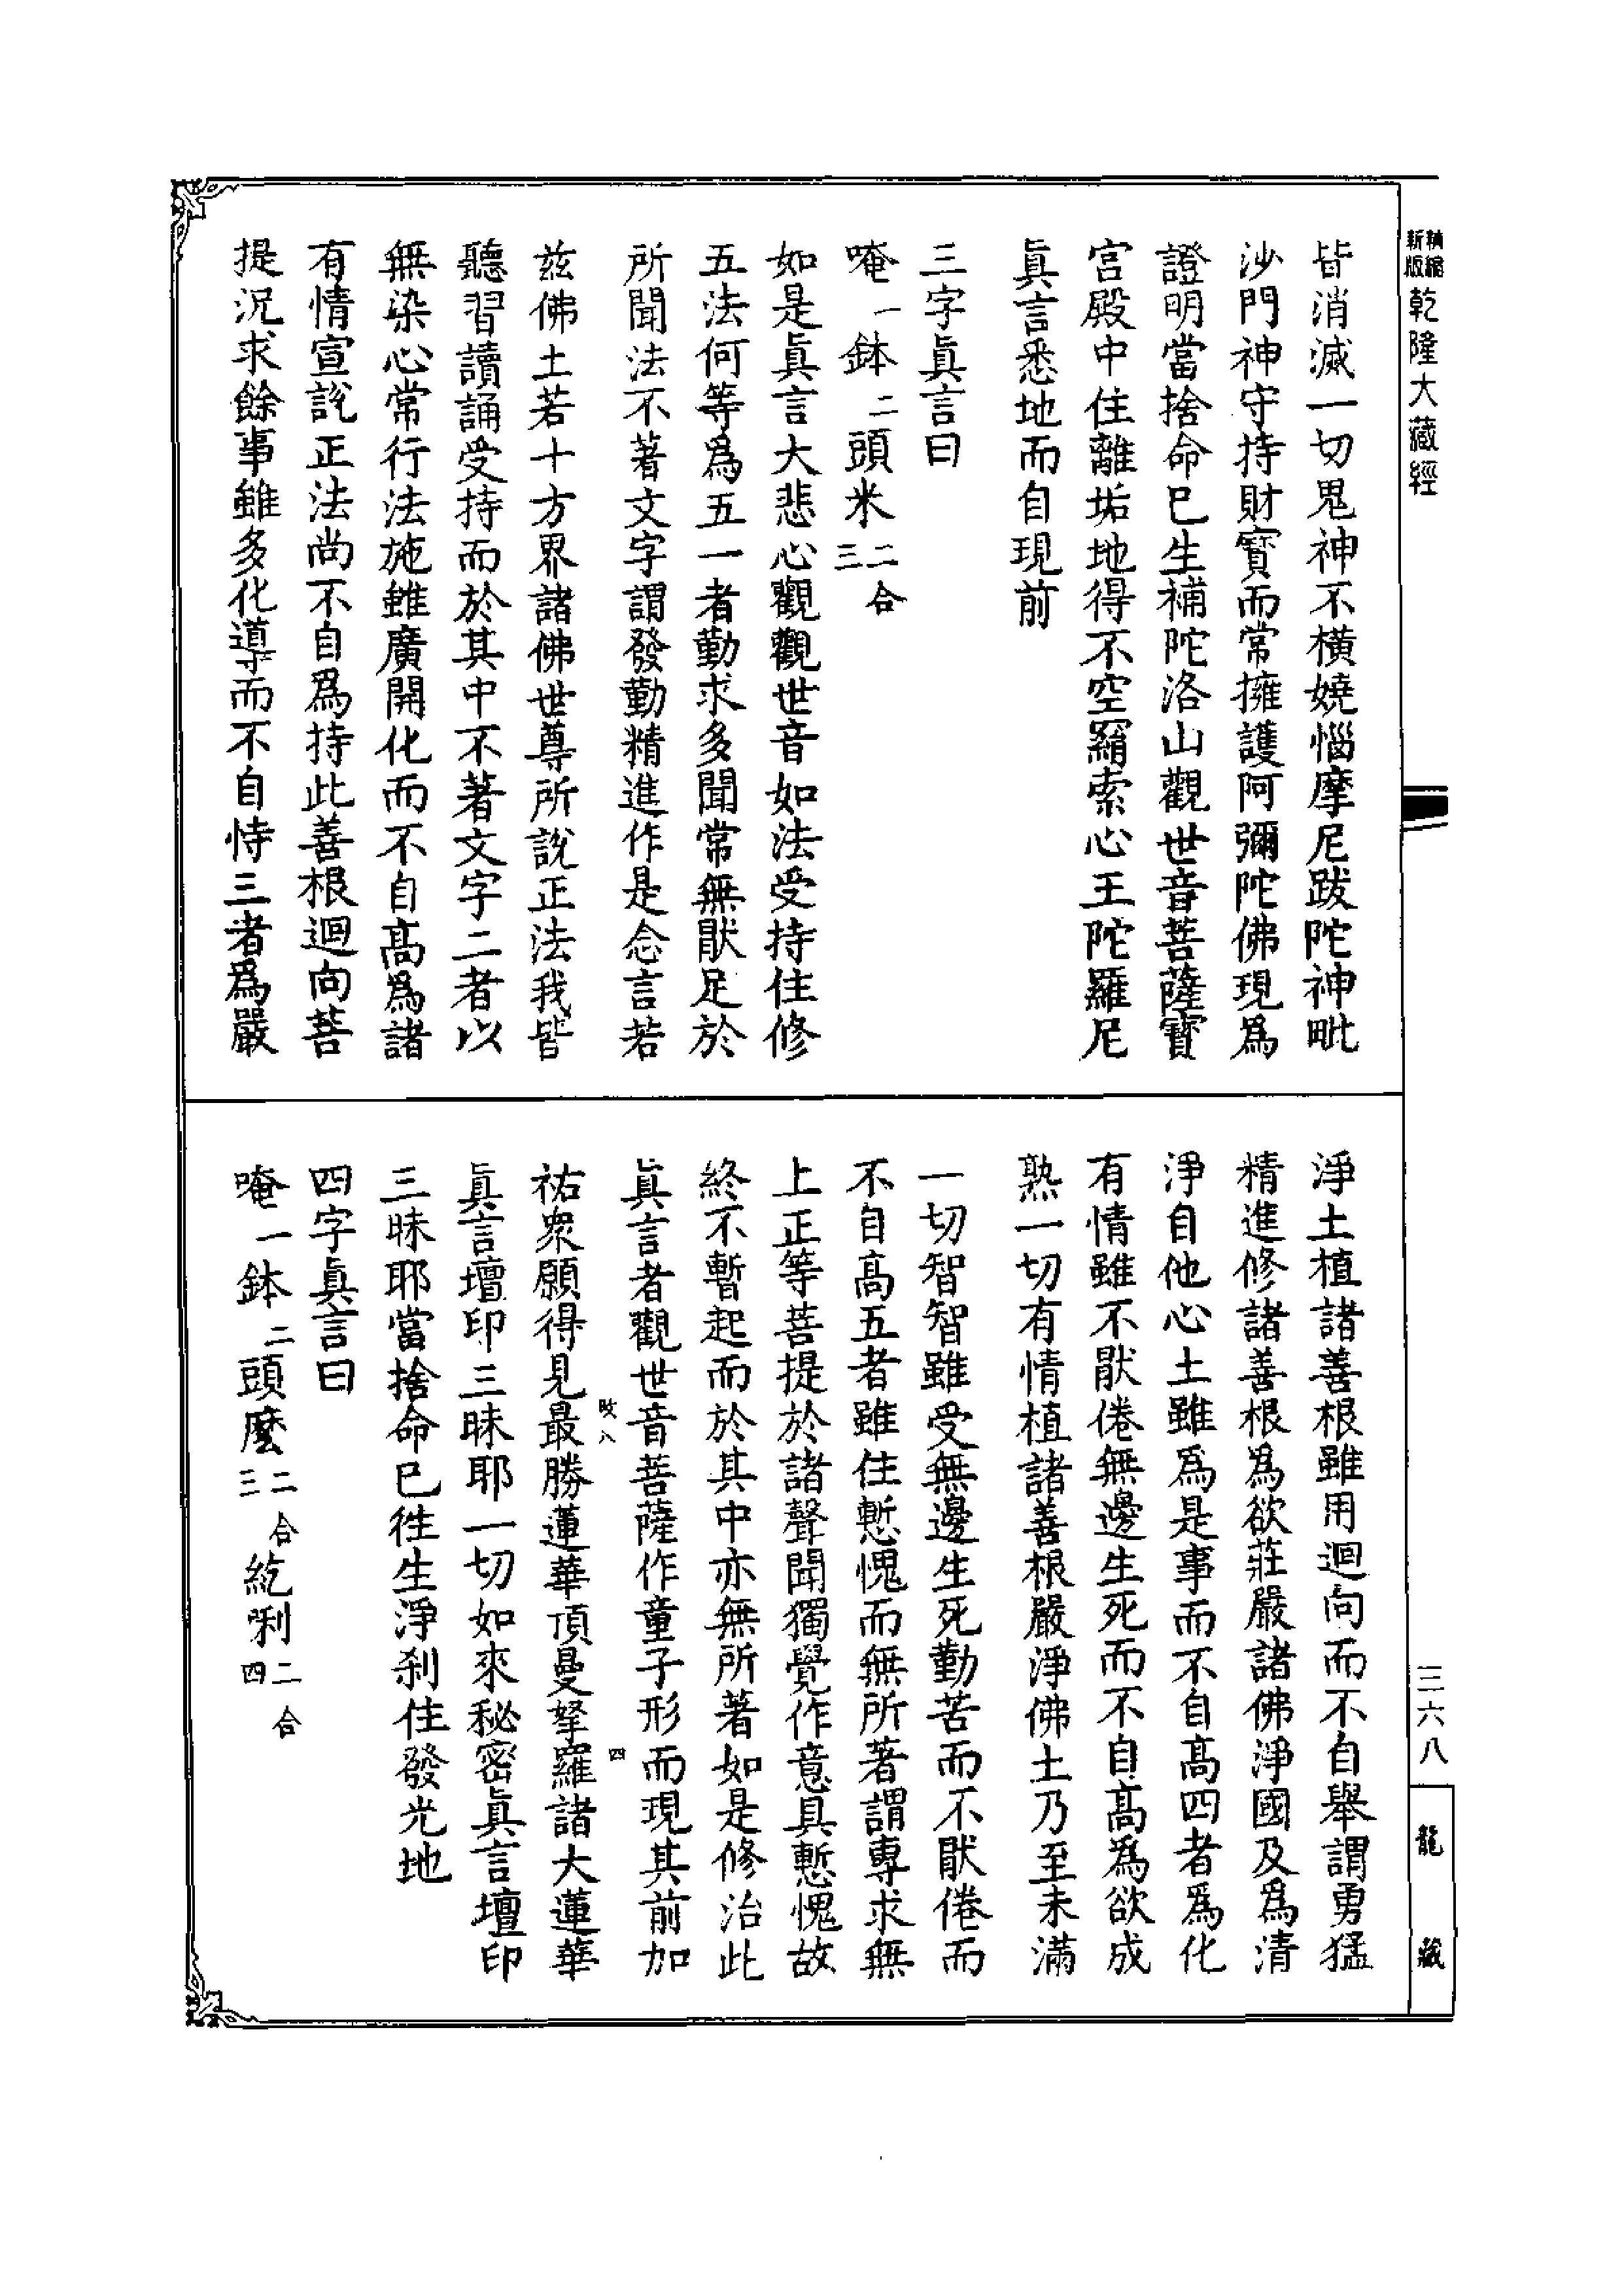 精縮新版乾隆大藏經
皆消滅一切鬼神不橫嬈惱摩尼跋陀神毗
沙門神守持財寳而常擁護阿彌陀佛現爲
證明當捨命已生補陀洛山觀世音菩薩寳
宮殿中住離垢地得不空羂索心王陀羅尼
眞言悉地而自現前
三字眞言曰
唵一鉢二頭米二合三
如是眞言大悲心觀觀世音如法受持住修
五法何等爲五一者勤求多聞常無猒足於
所聞法不著文字謂發勤精進作是念言若
茲佛土若十方界諸佛世尊所說正法我皆
聽習讀誦受持而於其中不著文字二者以
無染心常行法施雖廣開化而不自高爲諸
有情宣說正法尚不自爲持此善根迴向菩
提況求餘事雖多化導而不自恃三者爲嚴
淨土植諸善根雖用迴向而不自舉謂勇猛
精進修諸善根爲欲莊嚴諸佛淨國及爲清
淨自他心土雖爲是事而不自高四者爲化
有情雖不猒倦無邊生死而不自高爲欲成
熟一切有情植諸善根嚴淨佛土乃至未滿
一切智智雖受無邊生死勤苦而不猒倦而
不自高五者雖住慙愧而無所著謂專求無
上正等菩提於諸聲聞獨覺作意具慙愧故
終不暫起而於其中亦無所著如是修治此
眞言者觀世音菩薩作童子形而現其前加
祐衆願得見最勝蓮華頂曼拏羅諸大蓮華
眞言壇印三昧耶一切如來秘密眞言壇印
三昧耶當捨命已徃生淨刹住發光地
四字眞言曰
唵一鉢二頭麽二合三紇唎二合四
三六八
龍藏